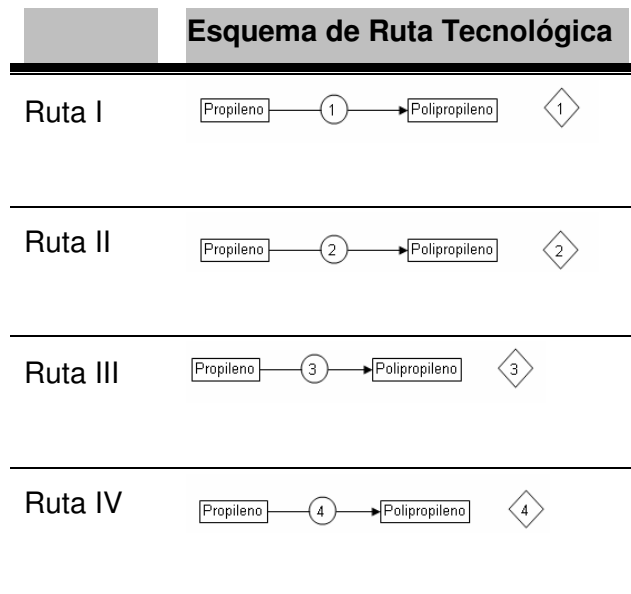 Esquema de Ruta Tecnológica
Ruta I Propileno 1 Polipropileno 1
Ruta II Propileno 2 Polipropileno 2
Ruta III Propileno 3 Polipropileno 3
Ruta IV Propileno 4 Polipropileno 4